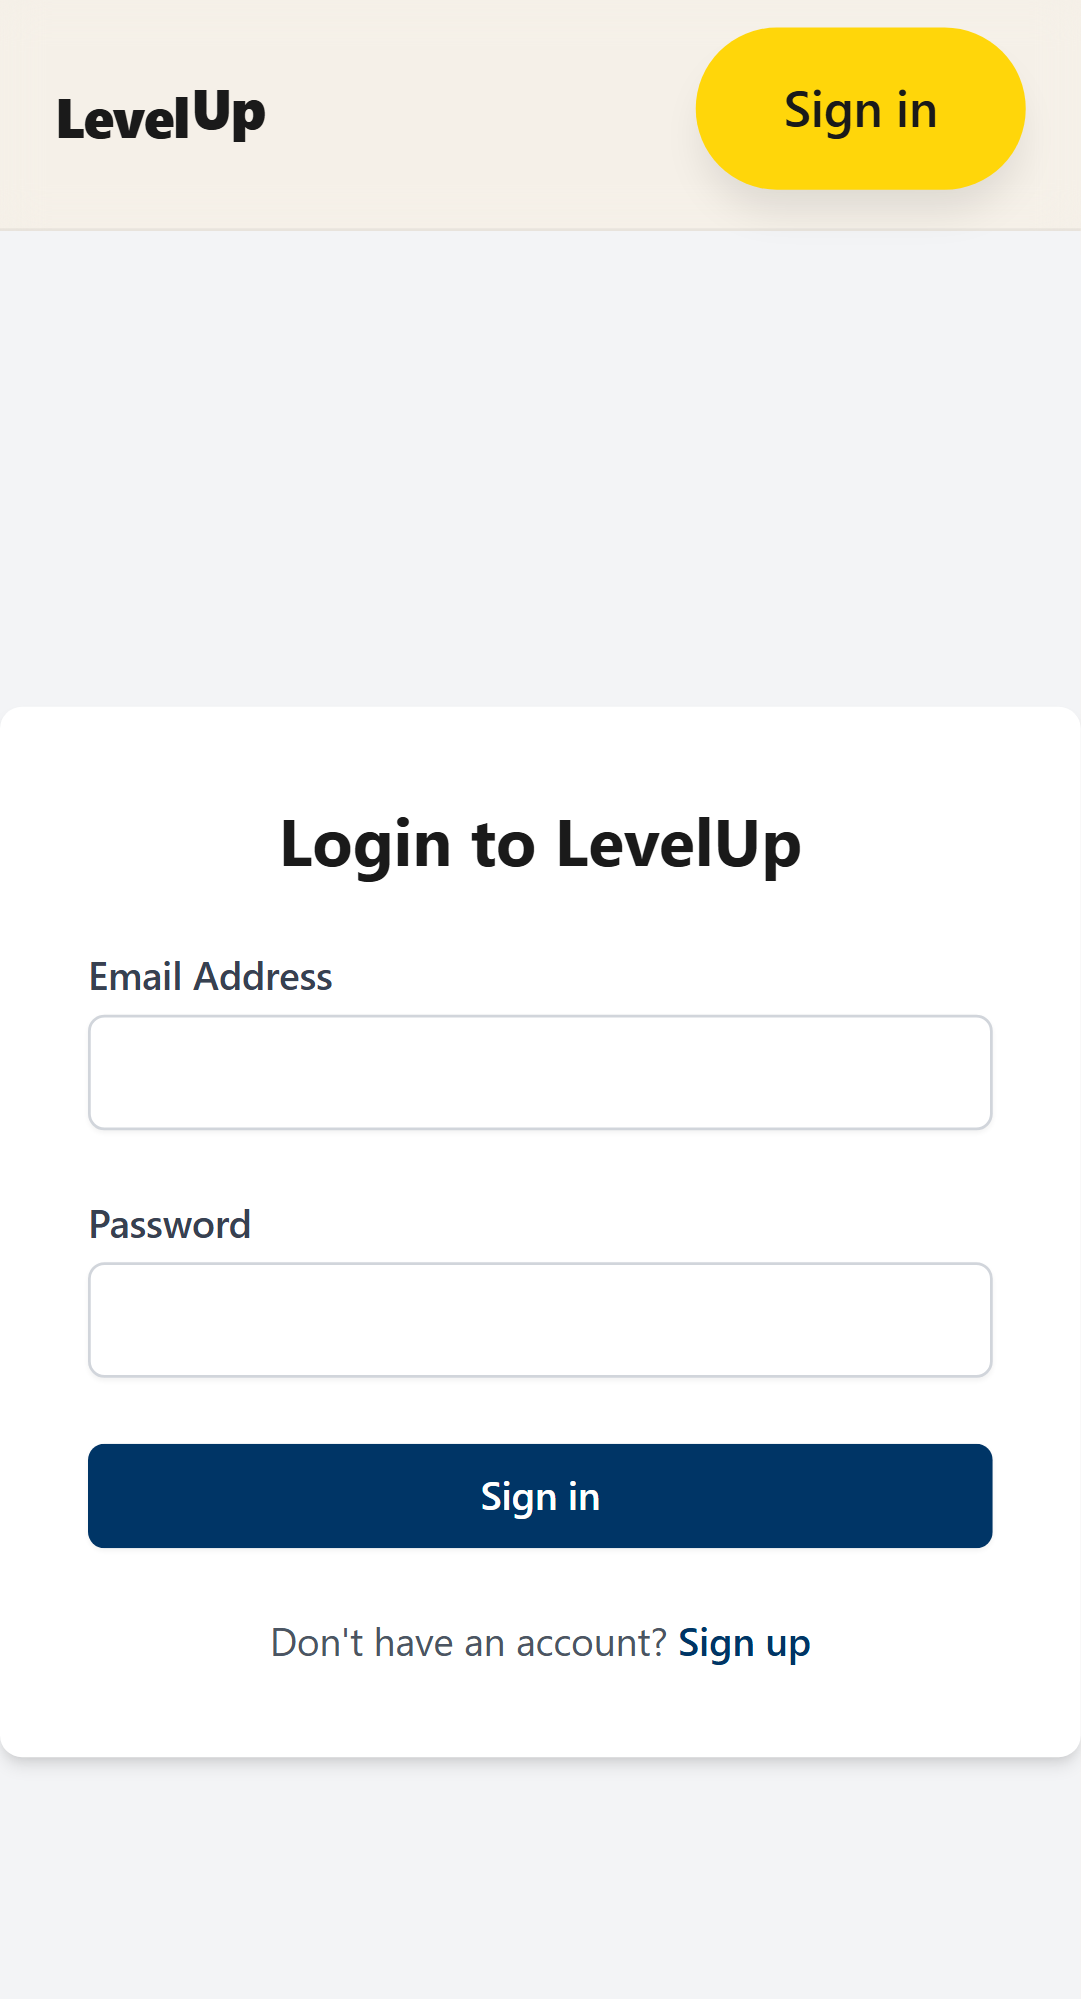 LevelUp
Sign in
Login to LevelUp
Email Address
Password
Sign in
Don't have an account? Sign up